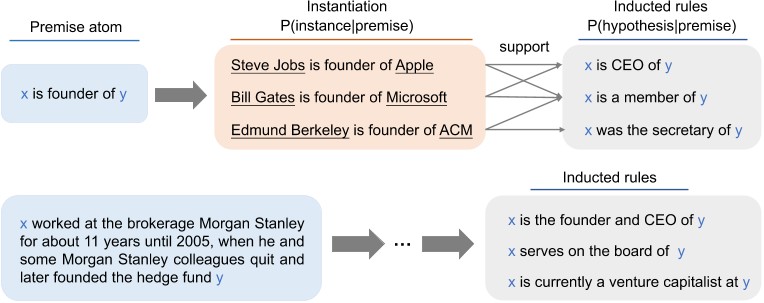 Premise atom
Instantiation
P(instance|premise)
Inducted rules
P(hypothesis|premise)
support
x is founder of y
Steve Jobs is founder of Apple
Bill Gates is founder of Microsoft
Edmund Berkeley is founder of ACM
x is CEO of y
x is a member of y
x was the secretary of y
Inducted rules
x worked at the brokerage Morgan Stanley
for about 11 years until 2005, when he and
some Morgan Stanley colleagues quit and
later founded the hedge fund y
...
x is the founder and CEO of y
x serves on the board of y
x is currently a venture capitalist at y